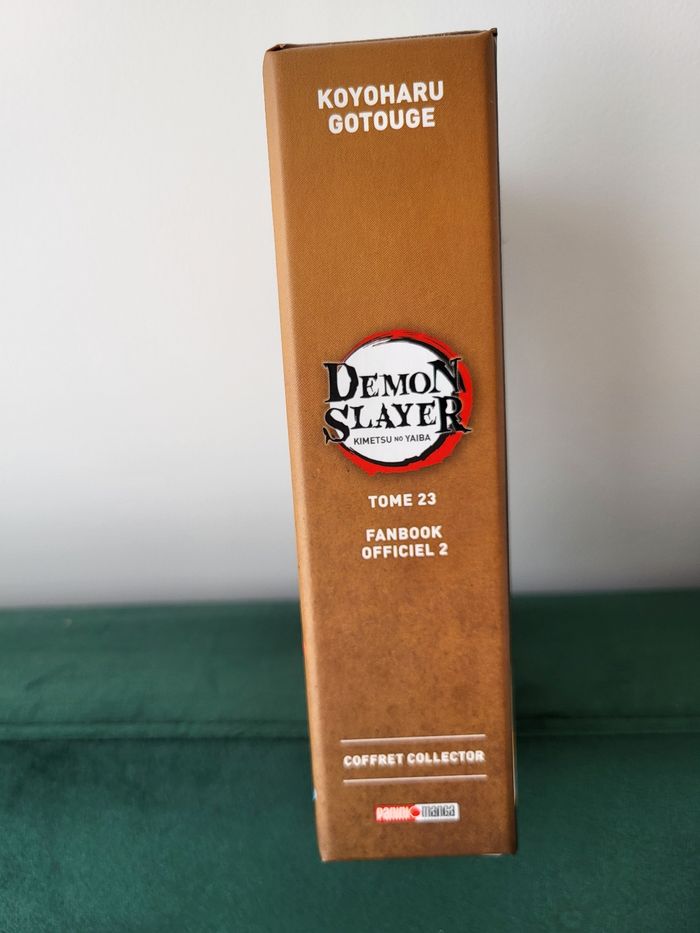 KOYOHARU
GOTOUGE
DEMON
SLAYER
KIMETSU NO YAIBA
TOME 23
FANBOOK
OFFICIEL 2
COFFRET COLLECTOR
PANINI MANGA